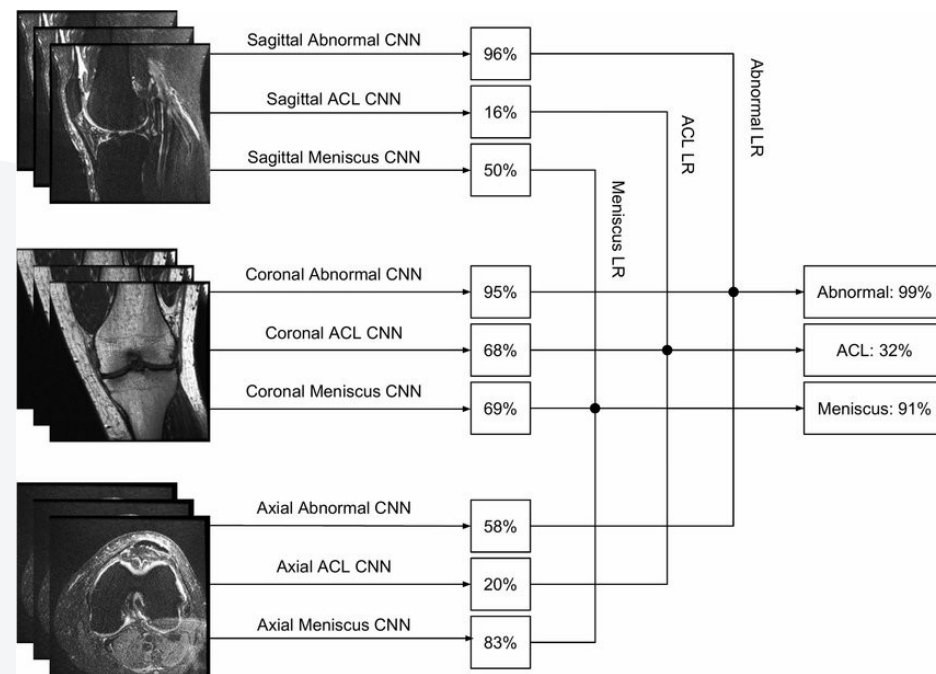 Sagittal Abnormal CNN
96%
Sagittal ACL CNN
16%
Sagittal Meniscus CNN
50%
Abnormal LR
ACL LR
Meniscus LR
Coronal Abnormal CNN
95%
Abnormal: 99%
Coronal ACL CNN
68%
ACL: 32%
Coronal Meniscus CNN
69%
Meniscus: 91%
Axial Abnormal CNN
58%
Axial ACL CNN
20%
Axial Meniscus CNN
83%